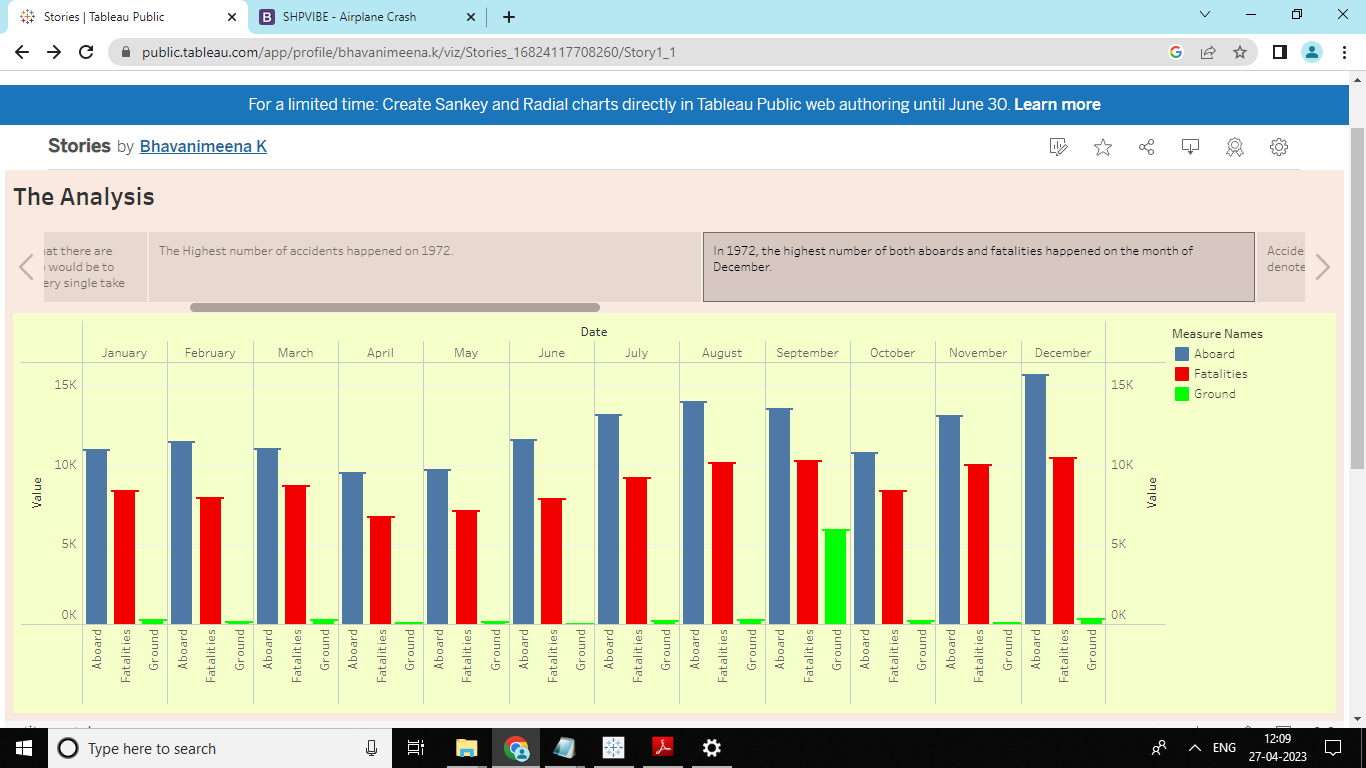 Stories | Tableau Public
SHPVIBE - Airplane Crash
public.tableau.com/app/profile/bhavanimeena.k/viz/Stories_16824117708260/Story1_1
For a limited time: Create Sankey and Radial charts directly in Tableau Public web authoring until June 30. Learn more
Stories by Bhavanimeena K
The Analysis
at there are
would be to
ery single take
The Highest number of accidents happened on 1972.
In 1972, the highest number of both aboards and fatalities happened on the month of
December.
Accide
denote
Date
January February March April May June July August September October November December
Measure Names
Aboard
Fatalities
Ground
15K
10K
5K
0K
Value
15K
10K
5K
0K
Value
Aboard Fatalities Ground Aboard Fatalities Ground Aboard Fatalities Ground Aboard Fatalities Ground Aboard Fatalities Ground Aboard Fatalities Ground Aboard Fatalities Ground Aboard Fatalities Ground Aboard Fatalities Ground Aboard Fatalities Ground Aboard Fatalities Ground Aboard Fatalities Ground
Type here to search
ENG
12:09
27-04-2023